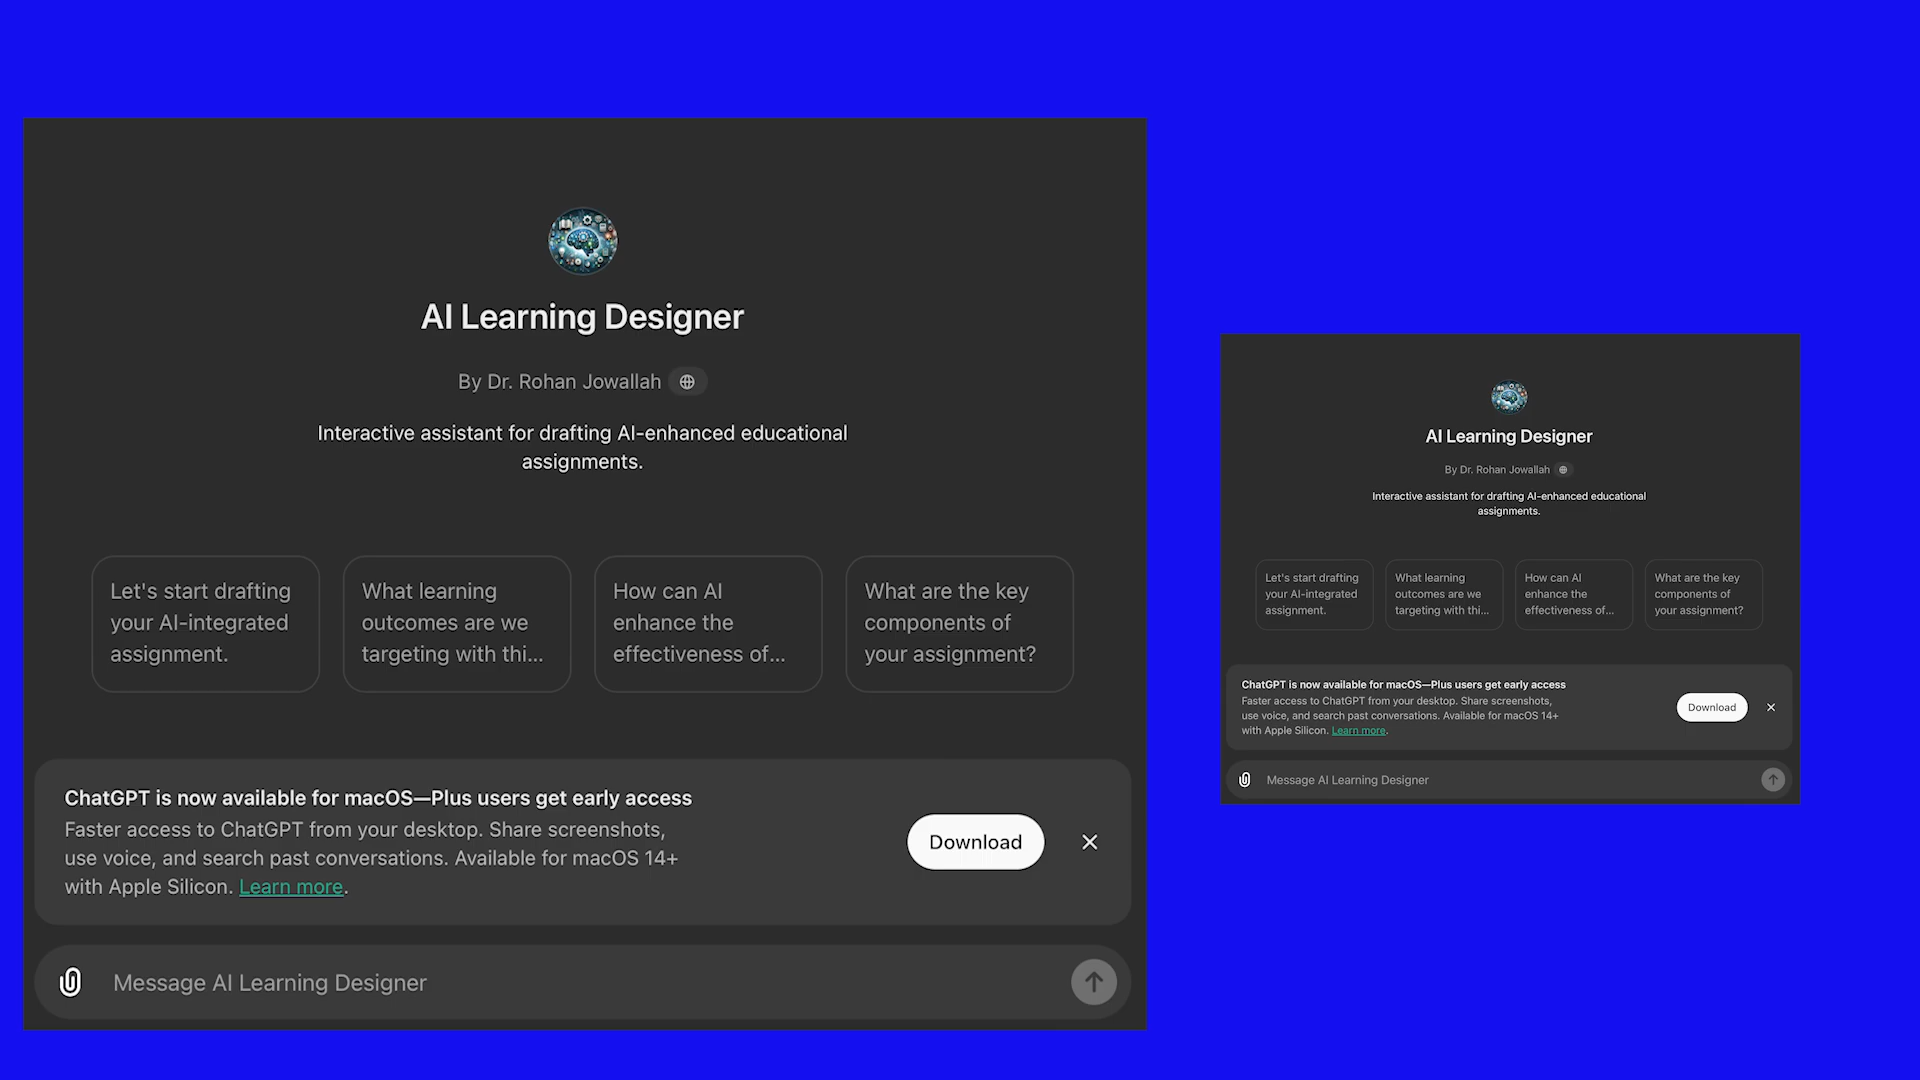 AI Learning Designer
By Dr. Rohan Jowallah
Interactive assistant for drafting AI-enhanced educational
assignments.
Let's start drafting
your AI-integrated
assignment.
What learning
outcomes are we
targeting with thi...
How can AI
enhance the
effectiveness of...
What are the key
components of
your assignment?
ChatGPT is now available for macOS—Plus users get early access
Faster access to ChatGPT from your desktop. Share screenshots,
use voice, and search past conversations. Available for macOS 14+
with Apple Silicon. Learn more.
Download
Message AI Learning Designer
AI Learning Designer
By Dr. Rohan Jowallah
Interactive assistant for drafting AI-enhanced educational
assignments.
Let's start drafting
your AI-integrated
assignment.
What learning
outcomes are we
targeting with thi...
How can AI
enhance the
effectiveness of...
What are the key
components of
your assignment?
ChatGPT is now available for macOS—Plus users get early access
Faster access to ChatGPT from your desktop. Share screenshots,
use voice, and search past conversations. Available for macOS 14+
with Apple Silicon. Learn more.
Download
Message AI Learning Designer